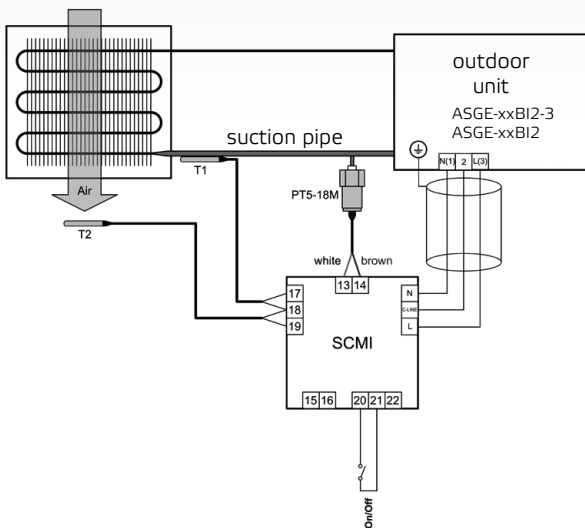 outdoor
unit
ASGE-xxBI2-3
ASGE-xxBI2
N(1) 2 L(3)
suction pipe
T1
PT5-18M
Air
T2
white brown
13 14
17
18
19
N
C-LINE
L
SCMI
15 16 20 21 22
On/Off